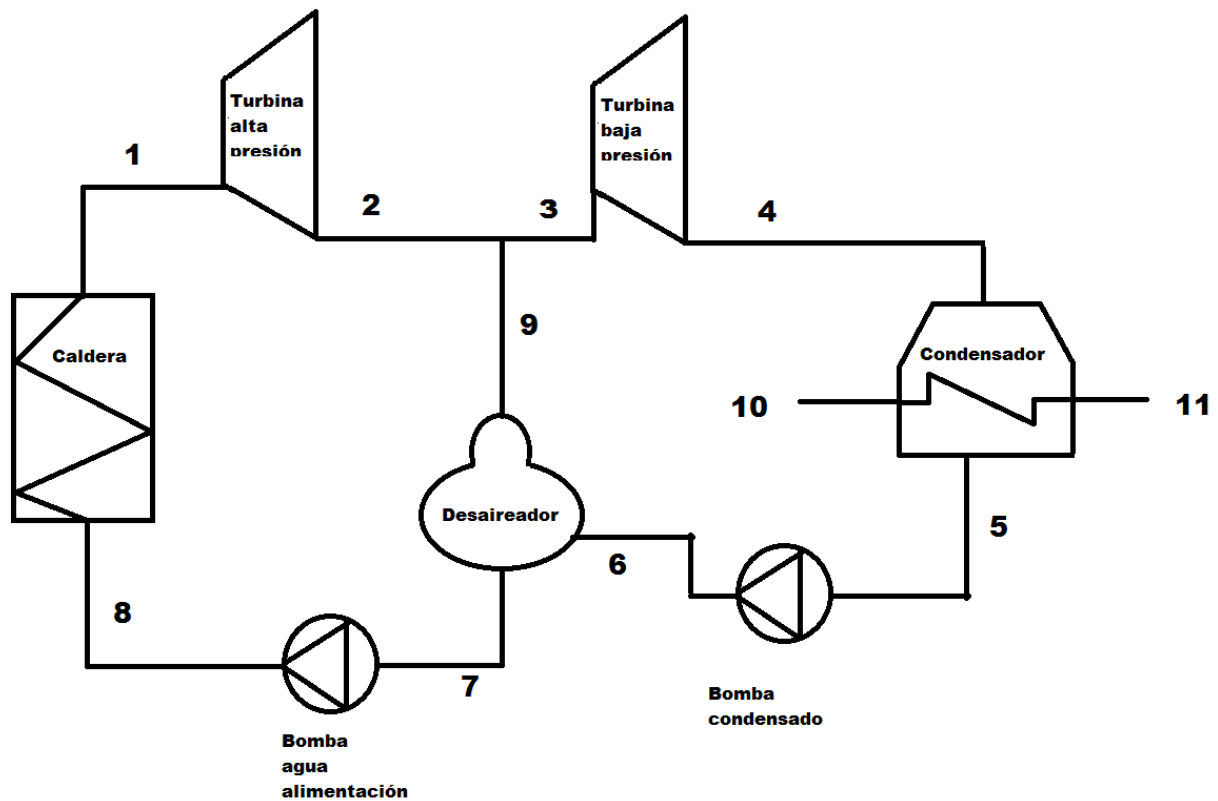 Turbina
alta
presión
Turbina
baja
presión
1
2
3
4
Caldera
9
Condensador
10
11
Desaireador
5
6
8
7
Bomba
condensado
Bomba
agua
alimentación